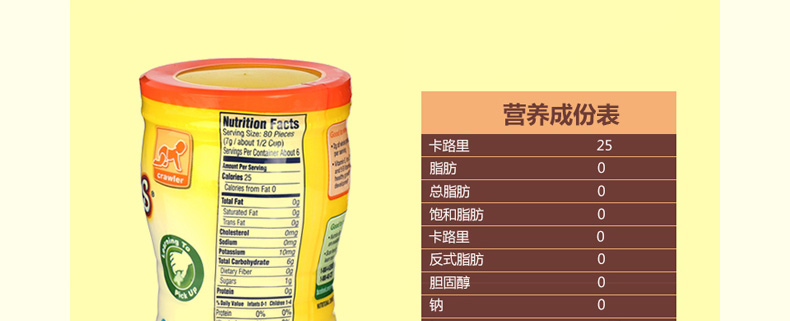 Nutrition Facts
Serving Size: 80 Pieces
(7g / about 1/2 Cup)
Servings Per Container About 6
Amount Per Serving
Calories 25
Calories from Fat 0
Total Fat 0g
Saturated Fat 0g
Trans Fat 0g
Cholesterol 0mg
Sodium 0mg
Potassium 10mg
Total Carbohydrate 6g
Dietary Fiber 0g
Sugars 1g
Protein 0g
% Daily Value Infants 0-1 Children 1-4
Protein 0% 0%
crawler
S
Learning To
Pick Up
营养成份表
卡路里 25
脂肪 0
总脂肪 0
饱和脂肪 0
卡路里 0
反式脂肪 0
胆固醇 0
钠 0